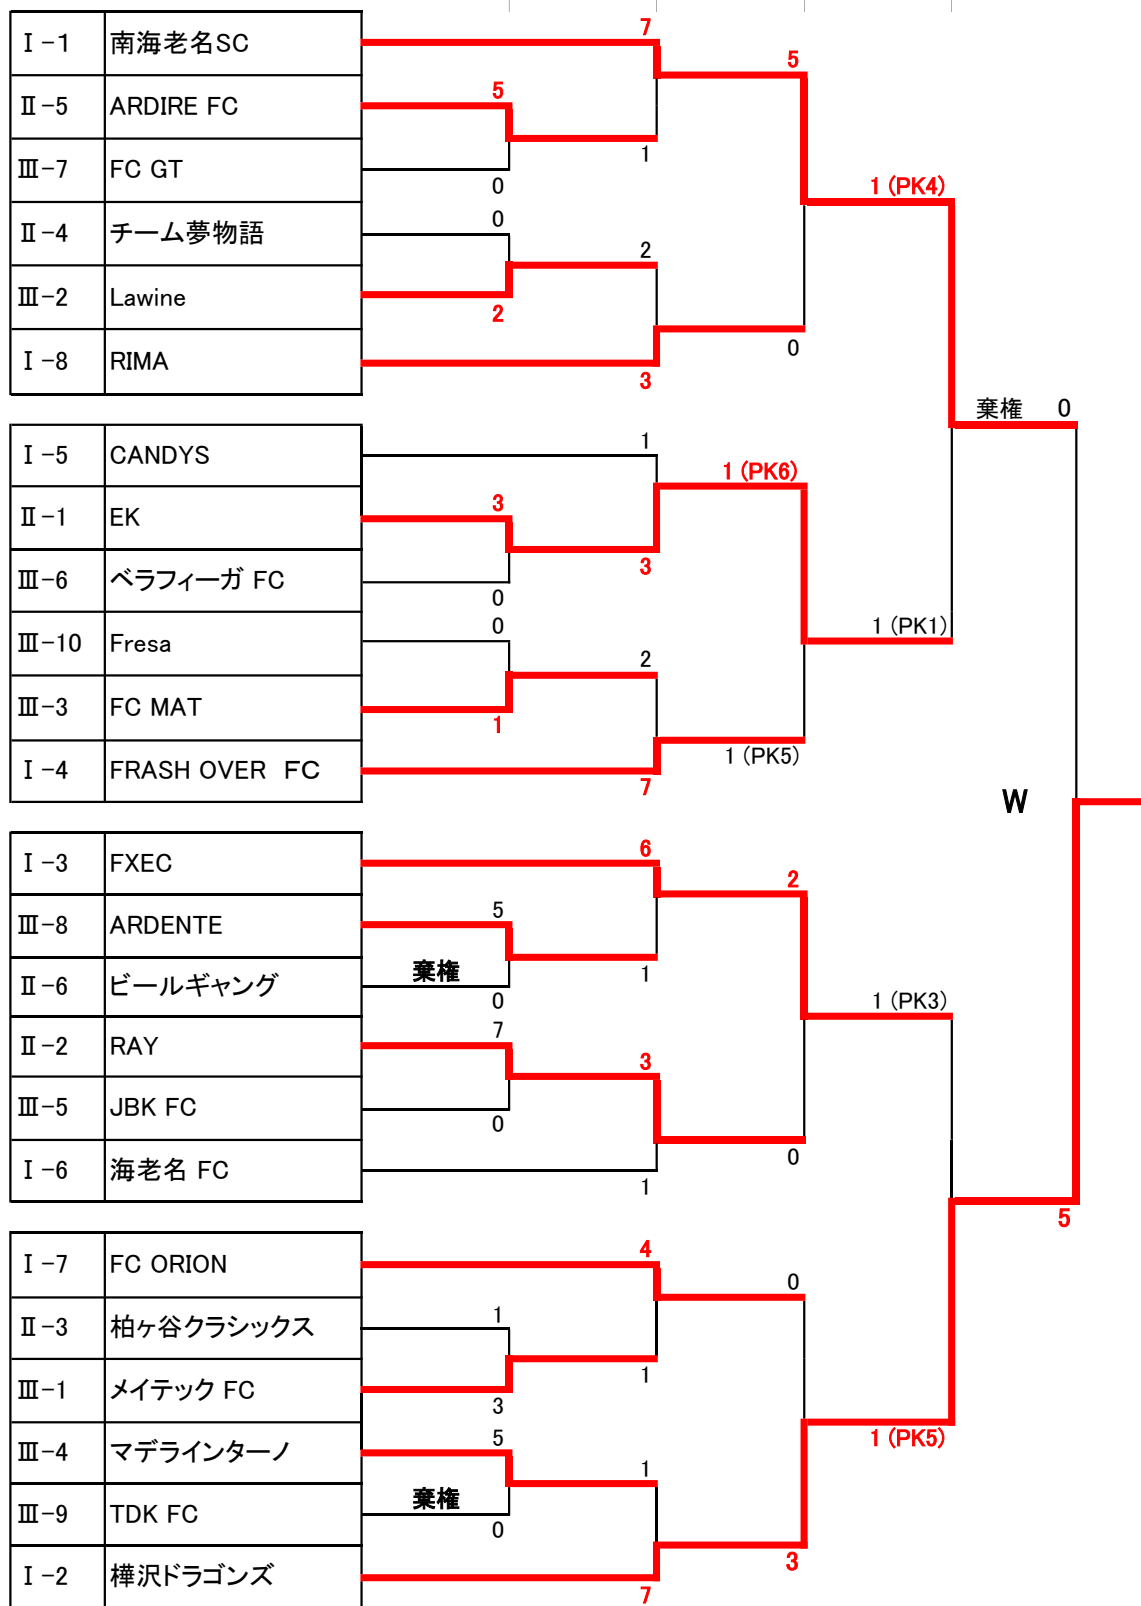 7
Ⅰ-1 南海老名SC
5
5
Ⅱ-5 ARDIRE FC
1
Ⅲ-7 FC GT
0
1 (PK4)
0
Ⅱ-4 チーム夢物語
2
Ⅲ-2 Lawine
2
0
Ⅰ-8 RIMA
3
棄権 0
1
Ⅰ-5 CANDYS
1 (PK6)
3
Ⅱ-1 EK
3
Ⅲ-6 ベラフィーガ FC
0
0
1 (PK1)
Ⅲ-10 Fresa
2
Ⅲ-3 FC MAT
1
1 (PK5)
Ⅰ-4 FRASH OVER FC
7
W
6
Ⅰ-3 FXEC
2
5
Ⅲ-8 ARDENTE
棄権
1
Ⅱ-6 ビールギャング
0
1 (PK3)
7
Ⅱ-2 RAY
3
Ⅲ-5 JBK FC
0
0
Ⅰ-6 海老名 FC
1
5
4
Ⅰ-7 FC ORION
0
1
Ⅱ-3 柏ヶ谷クラシックス
1
Ⅲ-1 メイテック FC
3
5
1 (PK5)
Ⅲ-4 マデラインターノ
1
棄権
Ⅲ-9 TDK FC
0
3
Ⅰ-2 樺沢ドラゴンズ
7